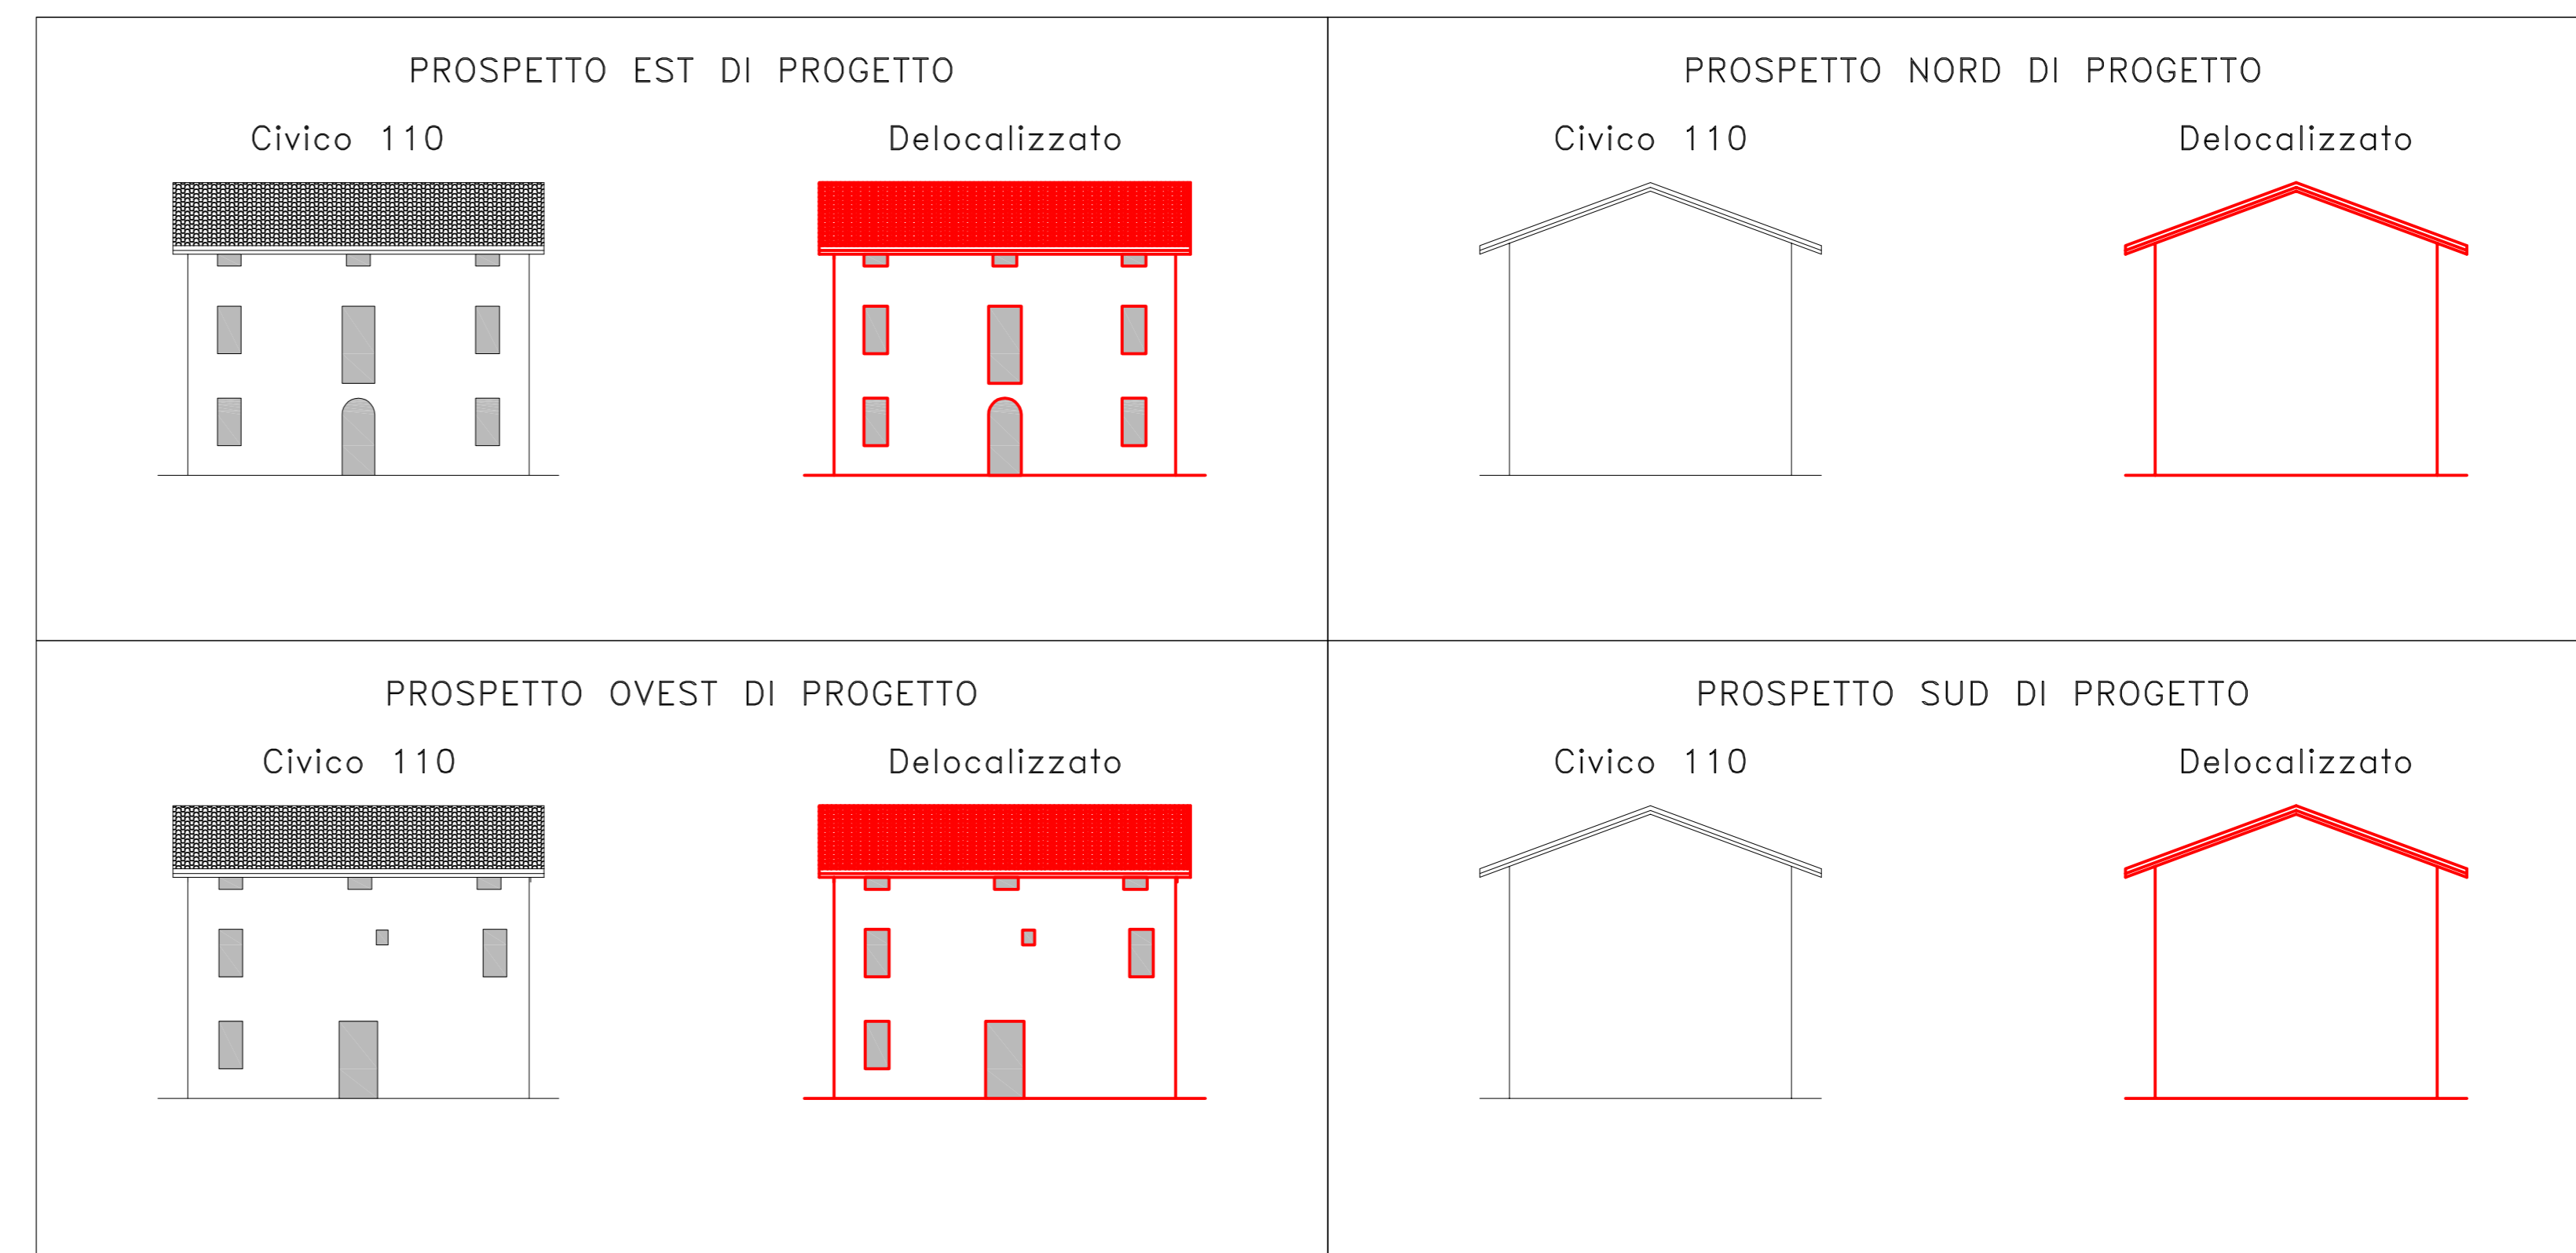 PROSPETTO EST DI PROGETTO
Civico 110
Delocalizzato
PROSPETTO NORD DI PROGETTO
Civico 110
Delocalizzato
PROSPETTO OVEST DI PROGETTO
Civico 110
Delocalizzato
PROSPETTO SUD DI PROGETTO
Civico 110
Delocalizzato